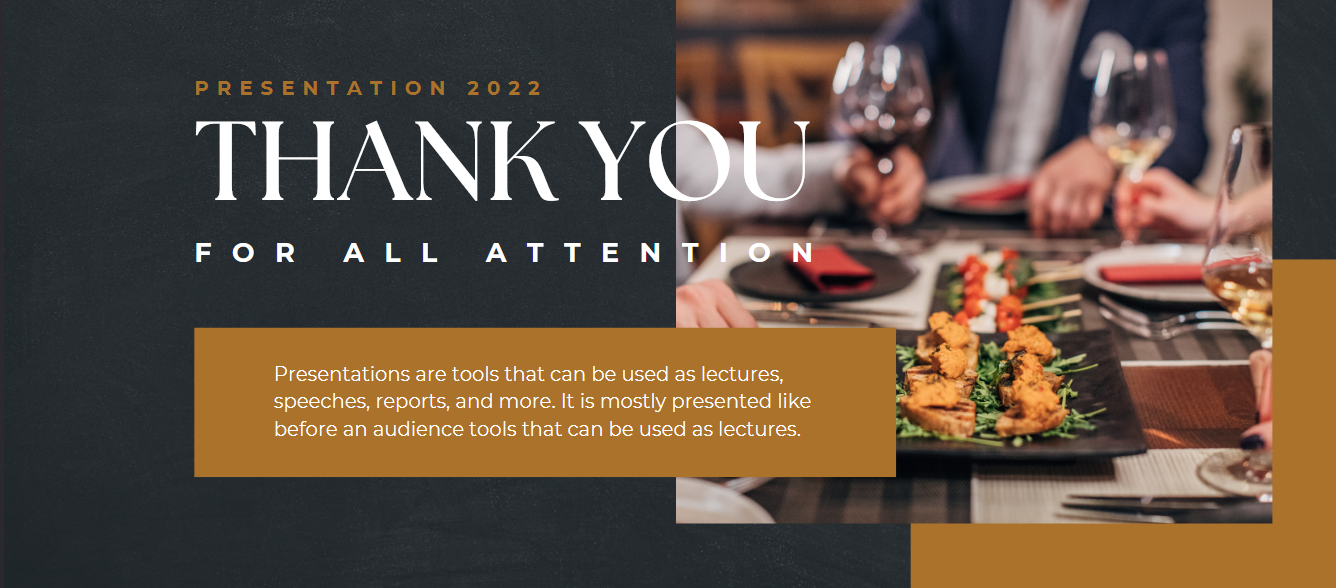 PRESENTATION 2022
THANK YOU
FOR ALL ATTENTION
Presentations are tools that can be used as lectures,
speeches, reports, and more. It is mostly presented like
before an audience tools that can be used as lectures.